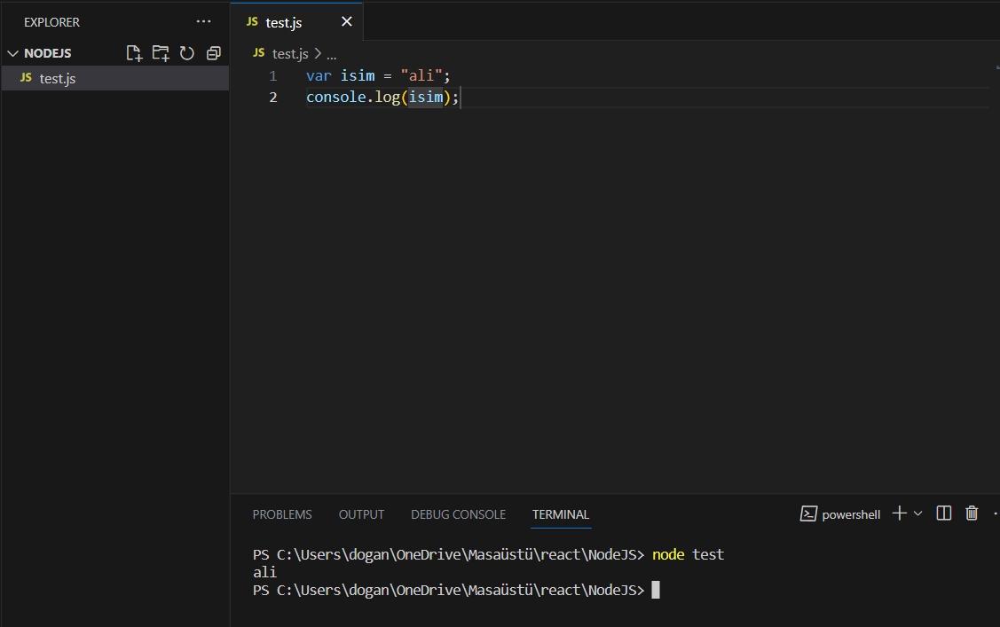 EXPLORER ...
NODEJS
JS test.js
JS test.js
JS test.js > ...
1 var isim = "ali";
2 console.log(isim);
PROBLEMS OUTPUT DEBUG CONSOLE TERMINAL powershell
PS C:\Users\dogan\OneDrive\Masaüstü\react\NodeJS> node test
ali
PS C:\Users\dogan\OneDrive\Masaüstü\react\NodeJS>